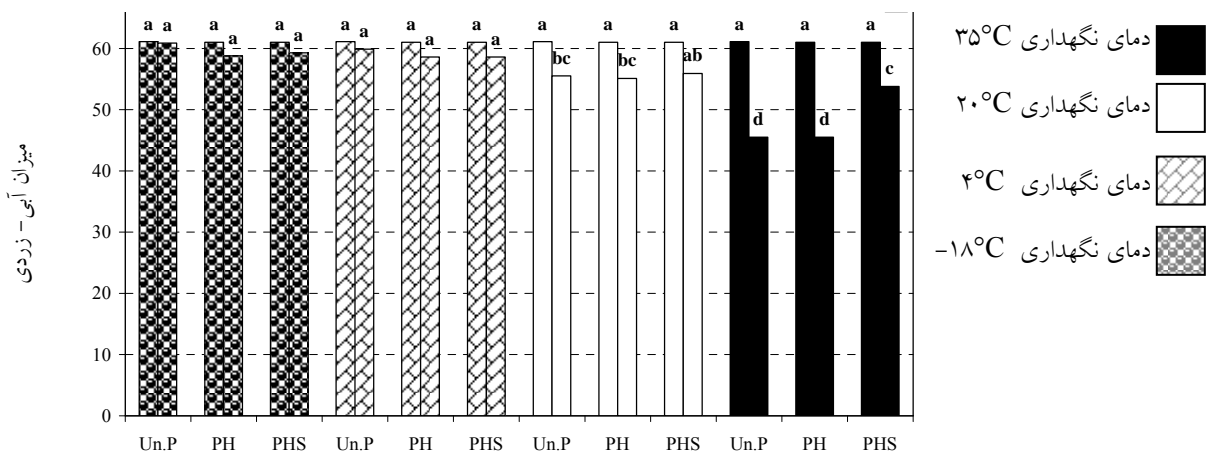 a a a a a a a a a a a a bc a bc a ab a d a d a c
60
50
40
30
20
10
0
میزان آبی - زردی
Un.P PH PHS Un.P PH PHS Un.P PH PHS Un.P PH PHS
دمای نگهداری ۳۵°C
دمای نگهداری ۲۰°C
دمای نگهداری ۴°C
دمای نگهداری -۱۸°C